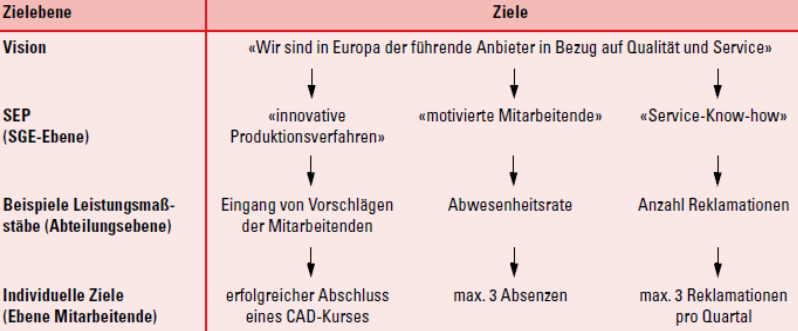 Zielebene Ziele
Vision «Wir sind in Europa der führende Anbieter in Bezug auf Qualität und Service»
SEP «innovative «motivierte Mitarbeitende» «Service-Know-how»
(SGE-Ebene) Produktionsverfahren»
Beispiele Leistungsmaß- Eingang von Vorschlägen Abwesenheitsrate Anzahl Reklamationen
stäbe (Abteilungsebene) der Mitarbeitenden
Individuelle Ziele erfolgreicher Abschluss max. 3 Absenzen max. 3 Reklamationen
(Ebene Mitarbeitende) eines CAD-Kurses pro Quartal